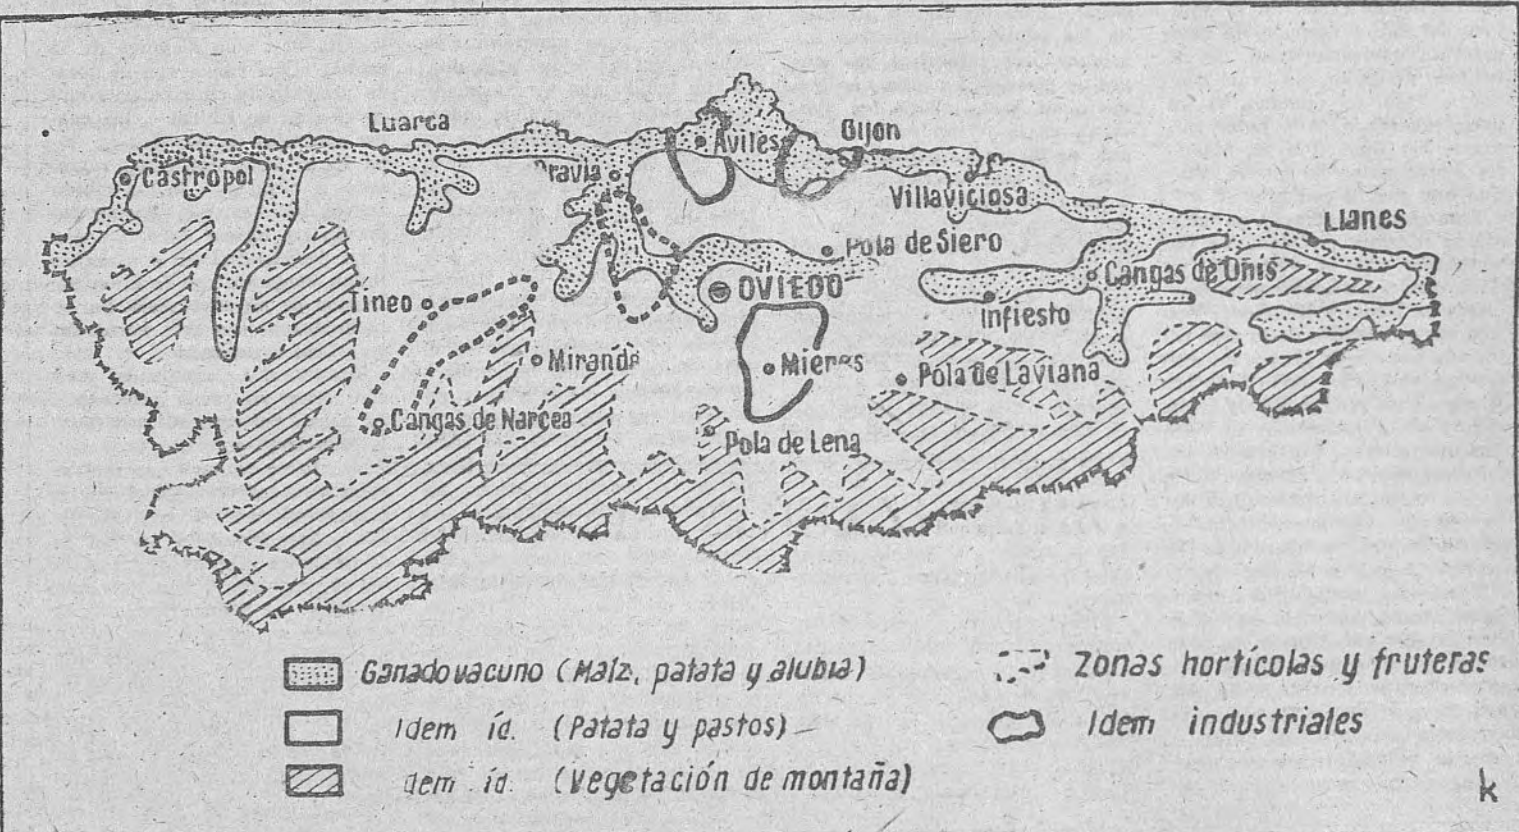 Luarca
Gijon
Aviles
Castropol
Pravia
Villaviciosa
Llanes
Pola de Siero
Cangas de Onis
OVIEDO
Tineo
Infiesto
Miranda
Mieres
Pola de Laviana
Cangas de Narcea
Pola de Lena
Ganado vacuno (Maíz, patata y alubia)
Idem íd. (Patata y pastos)
dem íd. (Vegetación de montaña)
Zonas hortícolas y fruteras
Idem industriales
k